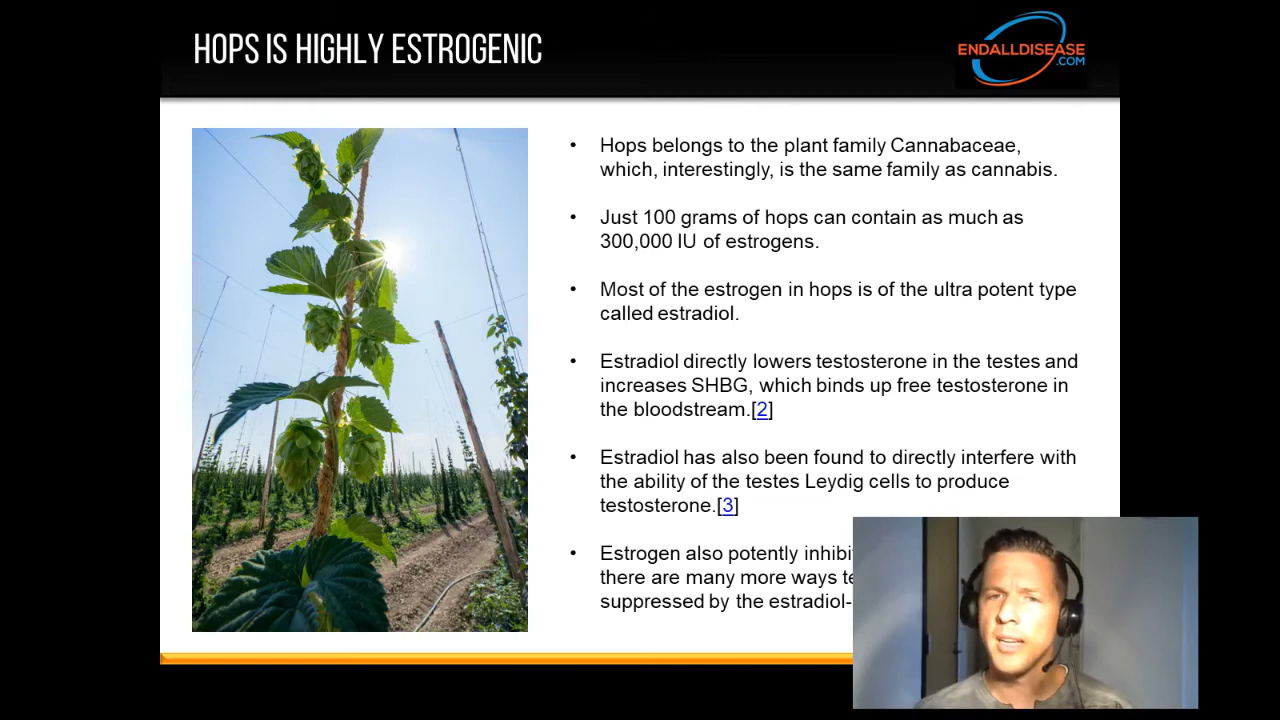 HOPS IS HIGHLY ESTROGENIC
ENDALLDISEASE
.COM
• Hops belongs to the plant family Cannabaceae,
which, interestingly, is the same family as cannabis.
• Just 100 grams of hops can contain as much as
300,000 IU of estrogens.
• Most of the estrogen in hops is of the ultra potent type
called estradiol.
• Estradiol directly lowers testosterone in the testes and
increases SHBG, which binds up free testosterone in
the bloodstream.[2]
• Estradiol has also been found to directly interfere with
the ability of the testes Leydig cells to produce
testosterone.[3]
• Estrogen also potently
there are many more ways
suppressed by the estradiol-